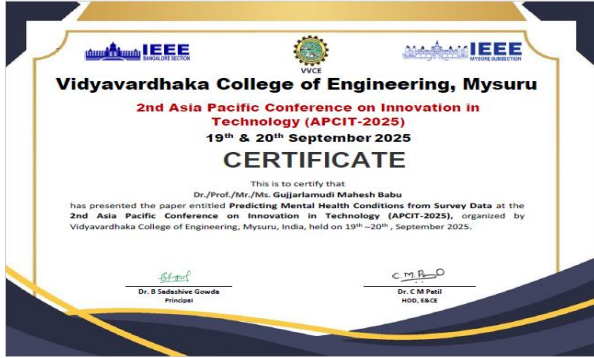 IEEE
BANGALORE SECTION
VVCE
IEEE
MYSORE SUBSECTION
Vidyavardhaka College of Engineering, Mysuru
2nd Asia Pacific Conference on Innovation in
Technology (APCIT-2025)
19th & 20th September 2025
CERTIFICATE
This is to certify that
Dr./Prof./Mr./Ms. Gujjarlamudi Mahesh Babu
has presented the paper entitled Predicting Mental Health Conditions from Survey Data at the
2nd Asia Pacific Conference on Innovation in Technology (APCIT-2025), organized by
Vidyavardhaka College of Engineering, Mysuru, India, held on 19th –20th , September 2025.
C.M.Patil
Dr. B Sadashive Gowda
Principal
Dr. C M Patil
HOD, E&CE